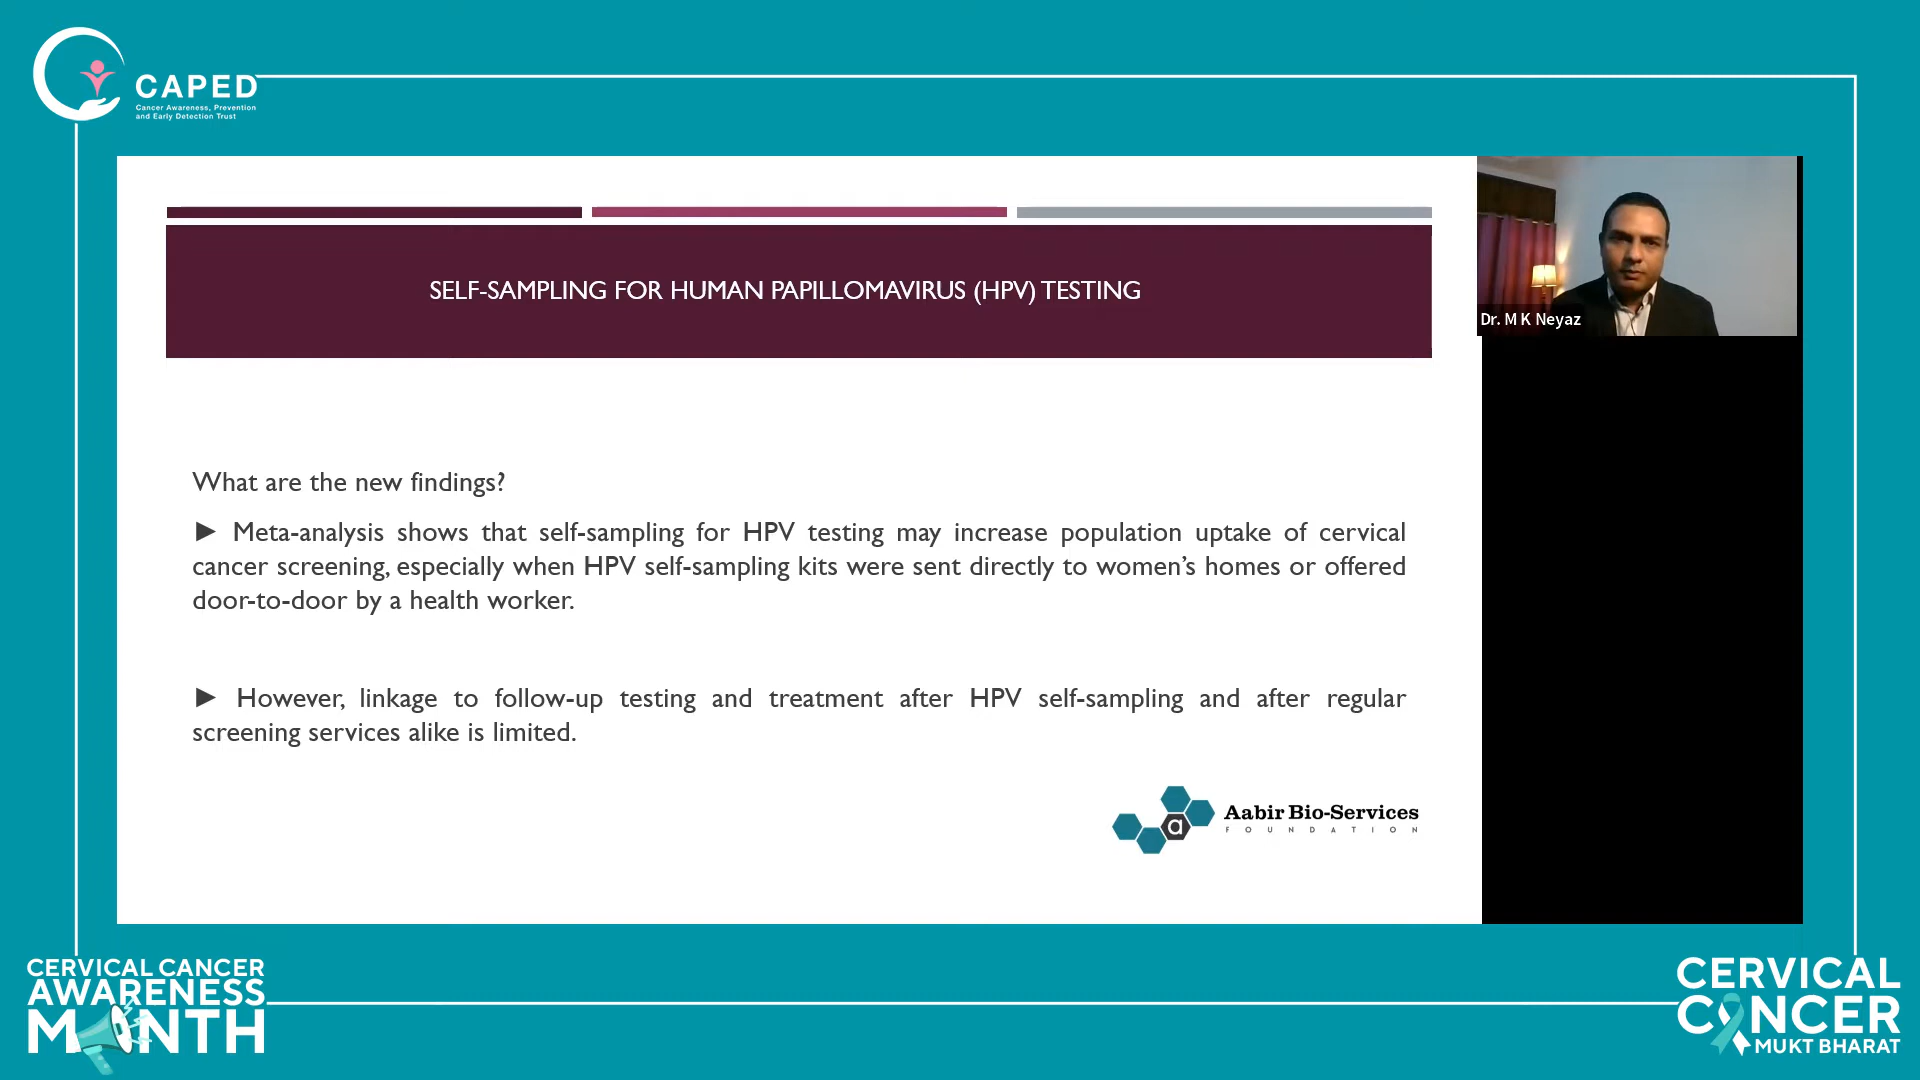 CAPED
Cancer Awareness, Prevention
and Early Detection Trust
SELF-SAMPLING FOR HUMAN PAPILLOMAVIRUS (HPV) TESTING
Dr. M K Neyaz
What are the new findings?
► Meta-analysis shows that self-sampling for HPV testing may increase population uptake of cervical
cancer screening, especially when HPV self-sampling kits were sent directly to women’s homes or offered
door-to-door by a health worker.
► However, linkage to follow-up testing and treatment after HPV self-sampling and after regular
screening services alike is limited.
a
Aabir Bio-Services
FOUNDATION
CERVICAL CANCER
AWARENESS
MONTH
CERVICAL
CANCER
MUKT BHARAT